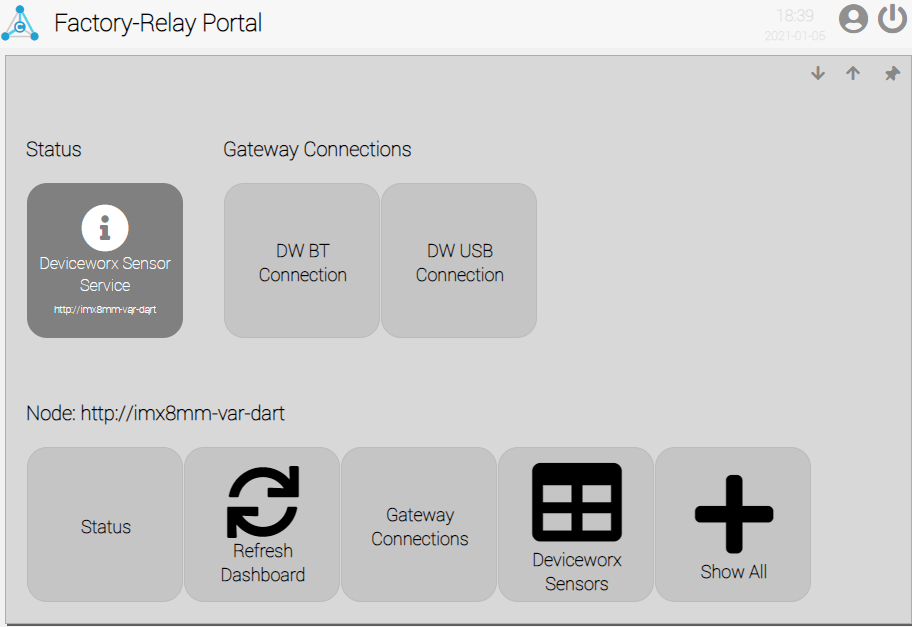 Factory-Relay Portal
18:39
2021-01-06
Status
Gateway Connections
Deviceworx Sensor
Service
http://imx8mm-var-dart
DW BT
Connection
DW USB
Connection
Node: http://imx8mm-var-dart
Status
Refresh
Dashboard
Gateway
Connections
Deviceworx
Sensors
Show All